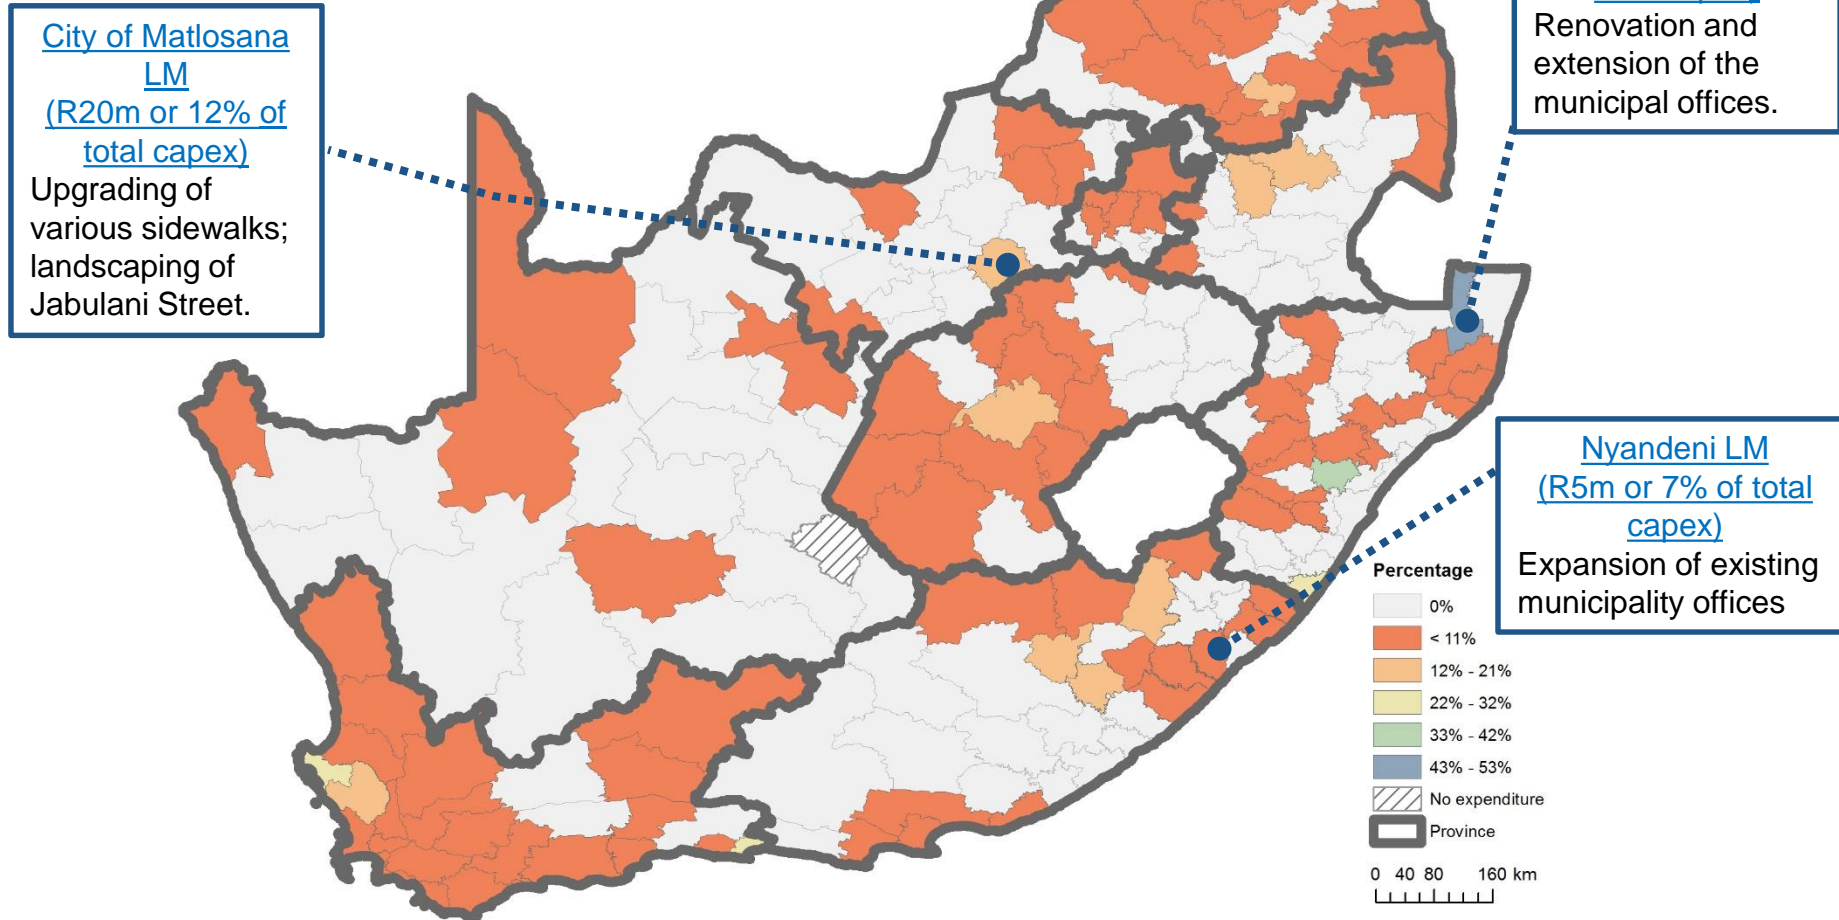 City of Matlosana
LM
(R20m or 12% of
total capex)
Upgrading of
various sidewalks;
landscaping of
Jabulani Street.
Renovation and
extension of the
municipal offices.
Nyandeni LM
(R5m or 7% of total
capex)
Expansion of existing
municipality offices
Percentage
0%
< 11%
12% - 21%
22% - 32%
33% - 42%
43% - 53%
No expenditure
Province
0 40 80 160 km